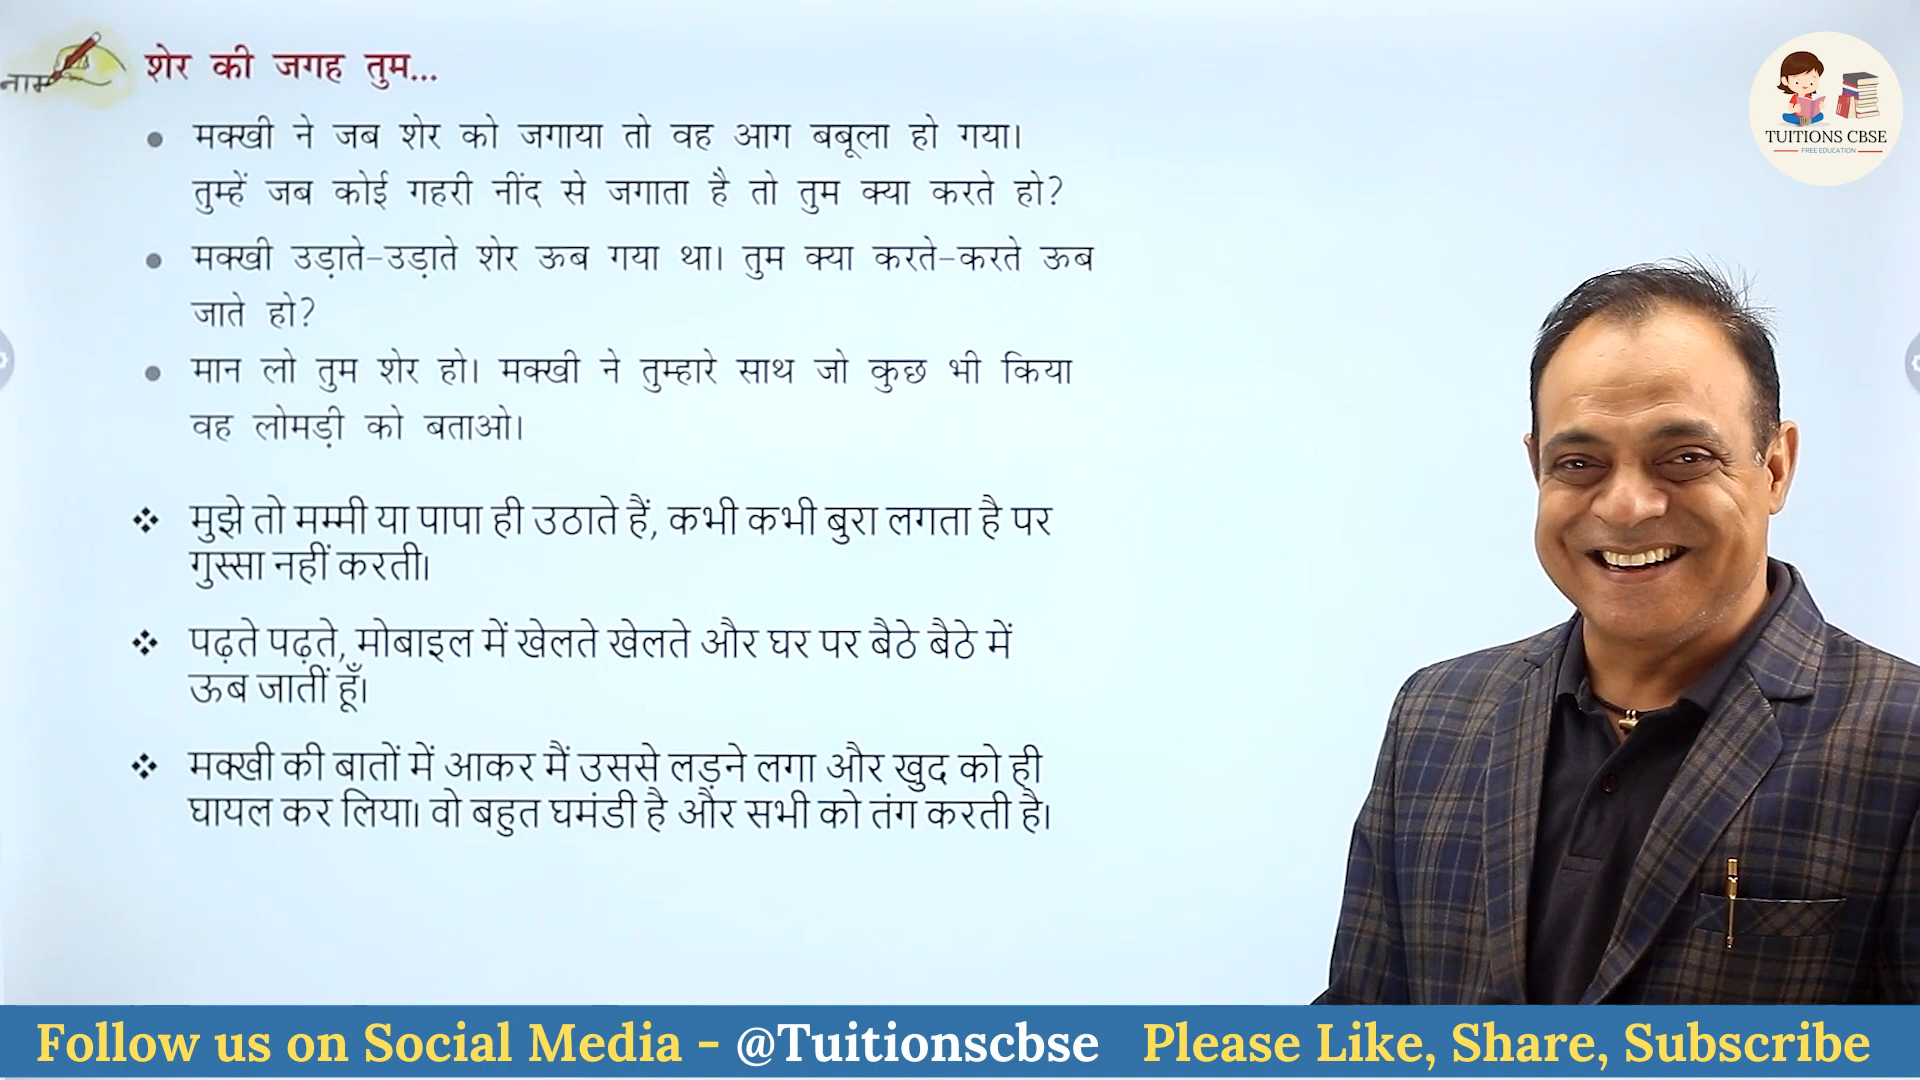 नाम
शेर की जगह तुम...
मक्खी ने जब शेर को जगाया तो वह आग बबूला हो गया।
तुम्हें जब कोई गहरी नींद से जगाता है तो तुम क्या करते हो?
मक्खी उड़ाते-उड़ाते शेर ऊब गया था। तुम क्या करते-करते ऊब
जाते हो?
मान लो तुम शेर हो। मक्खी ने तुम्हारे साथ जो कुछ भी किया
वह लोमड़ी को बताओ।
मुझे तो मम्मी या पापा ही उठाते हैं, कभी कभी बुरा लगता है पर
गुस्सा नहीं करती।
पढ़ते पढ़ते, मोबाइल में खेलते खेलते और घर पर बैठे बैठे में
ऊब जातीं हूँ।
मक्खी की बातों में आकर मैं उससे लड़ने लगा और खुद को ही
घायल कर लिया। वो बहुत घमंडी है और सभी को तंग करती है।
TUITIONS CBSE
FREE EDUCATION
Follow us on Social Media - @Tuitionscbse Please Like, Share, Subscribe